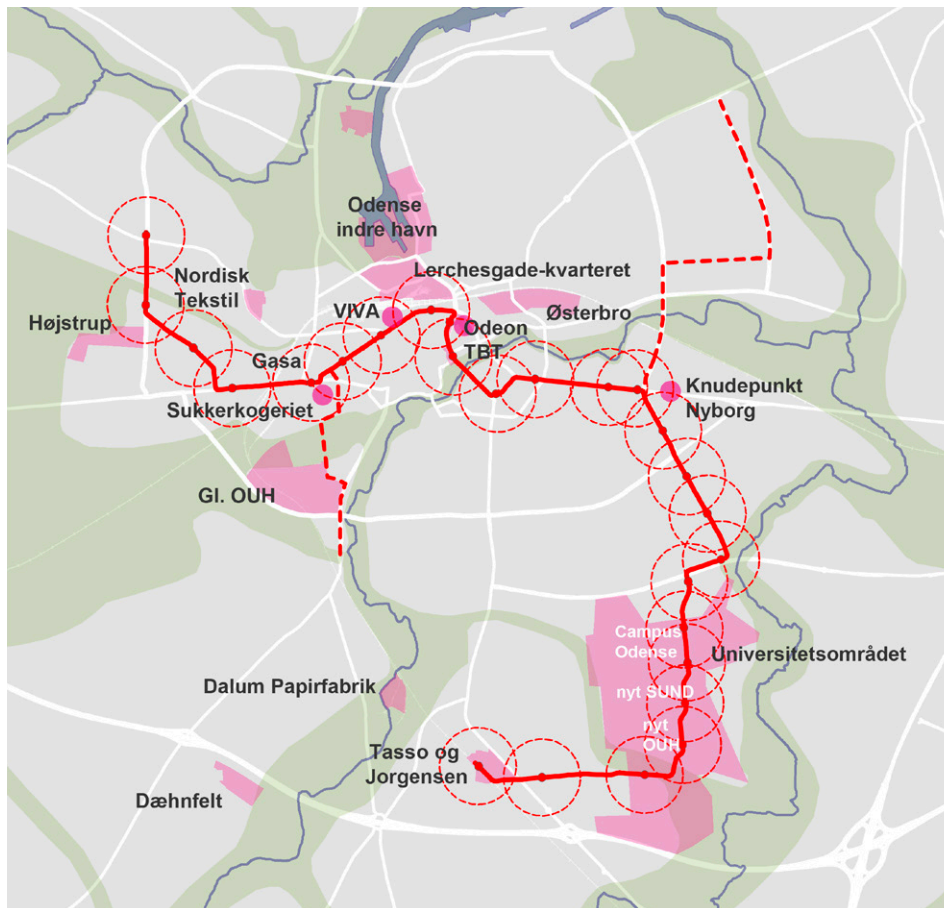 Odense
indre havn
Nordisk
Tekstil
Lerchesgade-kvarteret
Højstrup
VIVA
Østerbro
Odeon
TBT
Gasa
Sukkerkogeriet
Knudepunkt
Nyborg
Gl. OUH
Campus
Odense
Universitetsområdet
nyt SUND
nyt
OUH
Dalum Papirfabrik
Tasso og
Jorgensen
Dæhnfelt